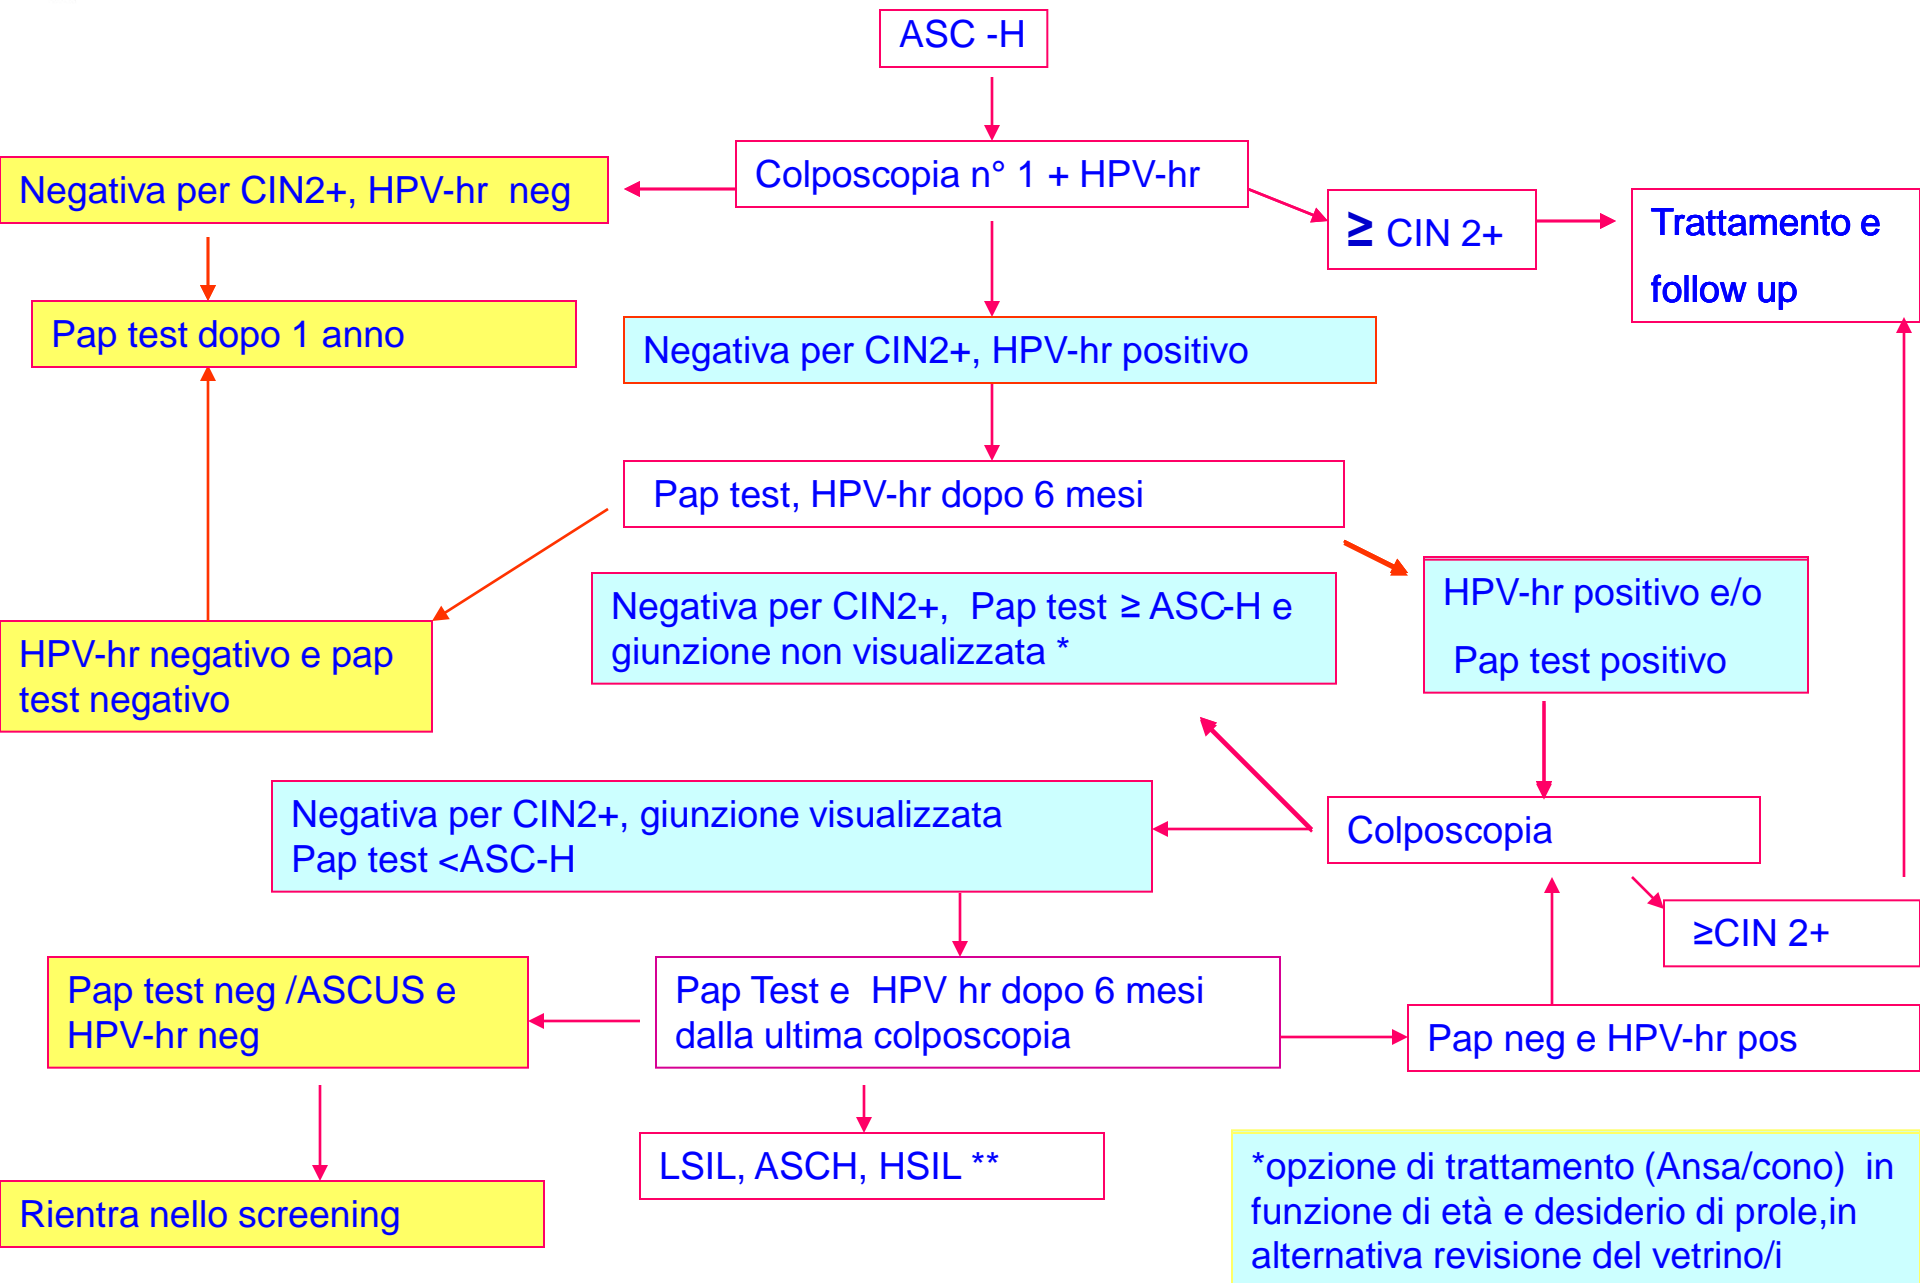 ASC -H
Colposcopia n° 1 + HPV-hr
Negativa per CIN2+, HPV-hr neg
≥ CIN 2+
Trattamento e
follow up
Pap test dopo 1 anno
Negativa per CIN2+, HPV-hr positivo
Pap test, HPV-hr dopo 6 mesi
Negativa per CIN2+, Pap test ≥ ASC-H e
giunzione non visualizzata *
HPV-hr positivo e/o
Pap test positivo
HPV-hr negativo e pap
test negativo
Negativa per CIN2+, giunzione visualizzata
Pap test <ASC-H
Colposcopia
≥CIN 2+
Pap test neg /ASCUS e
HPV-hr neg
Pap Test e HPV hr dopo 6 mesi
dalla ultima colposcopia
Pap neg e HPV-hr pos
LSIL, ASCH, HSIL **
Rientra nello screening
*opzione di trattamento (Ansa/cono) in
funzione di età e desiderio di prole,in
alternativa revisione del vetrino/i